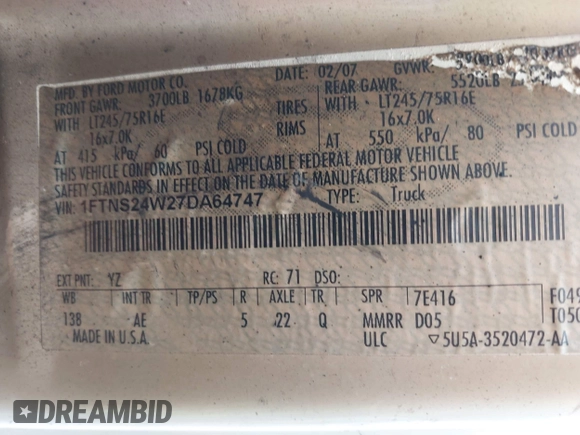 MFD. BY FORD MOTOR CO.
DATE: 02/07 GVWR:
FRONT GAWR: 3700LB 1678KG
REAR GAWR: 5520LB
WITH LT245/75R16E TIRES WITH LT245/75R16E
16x7.0K RIMS 16x7.0K
AT 415 kPa/ 60 PSI COLD AT 550 kPa/ 80 PSI COLD
THIS VEHICLE CONFORMS TO ALL APPLICABLE FEDERAL MOTOR VEHICLE
SAFETY STANDARDS IN EFFECT ON THE DATE OF MANUFACTURE SHOWN ABOVE.
VIN: 1FTNS24W27DA64747 TYPE: Truck
EXT PNT: YZ RC: 71 DSO:
WB INT TR TP/PS R AXLE TR SPR 7E416 F049
138 AE 5 22 Q MMRR D05 T050
MADE IN U.S.A. ULC ▽5U5A-3520472-AA
DREAMBID